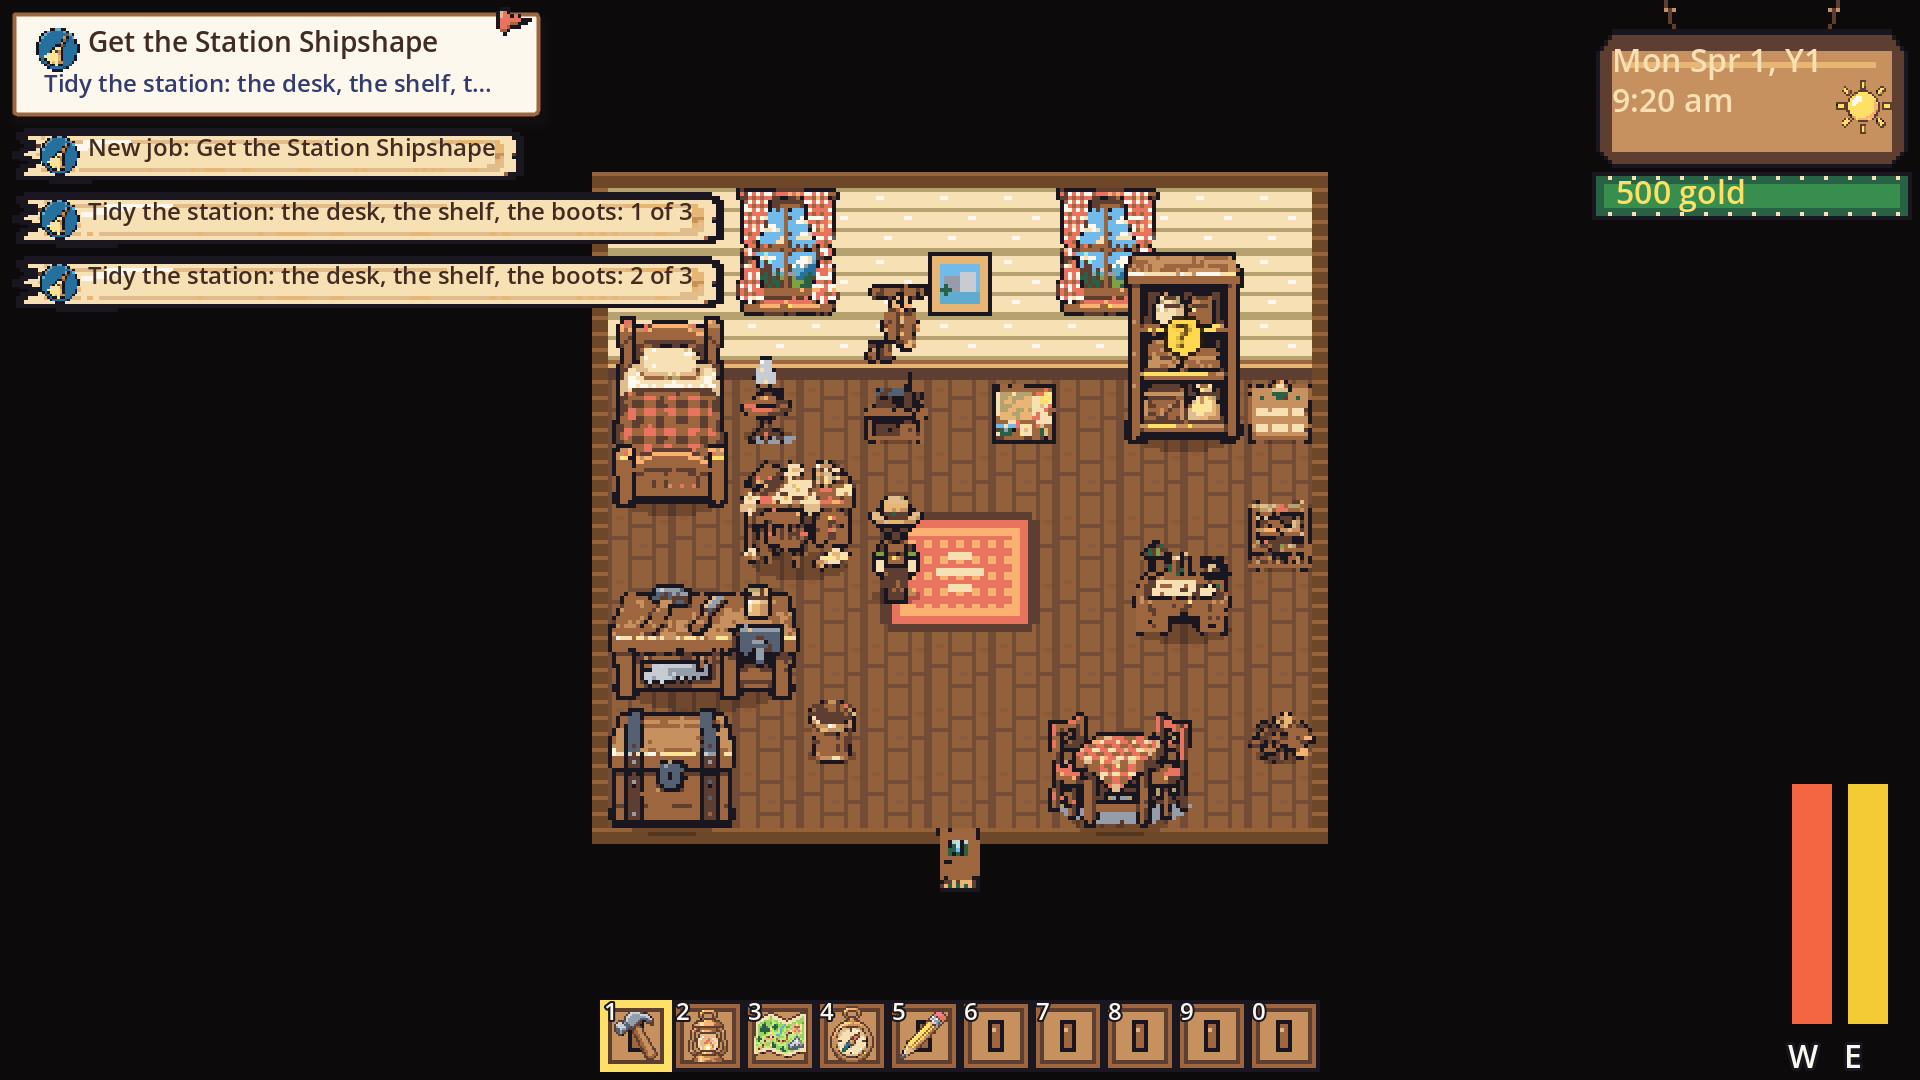 Get the Station Shipshape
Tidy the station: the desk, the shelf, t...
New job: Get the Station Shipshape
Tidy the station: the desk, the shelf, the boots: 1 of 3
Tidy the station: the desk, the shelf, the boots: 2 of 3
Mon Spr 1, Y1
9:20 am
500 gold
?
1 2 3 4 5 6 7 8 9 0
W E